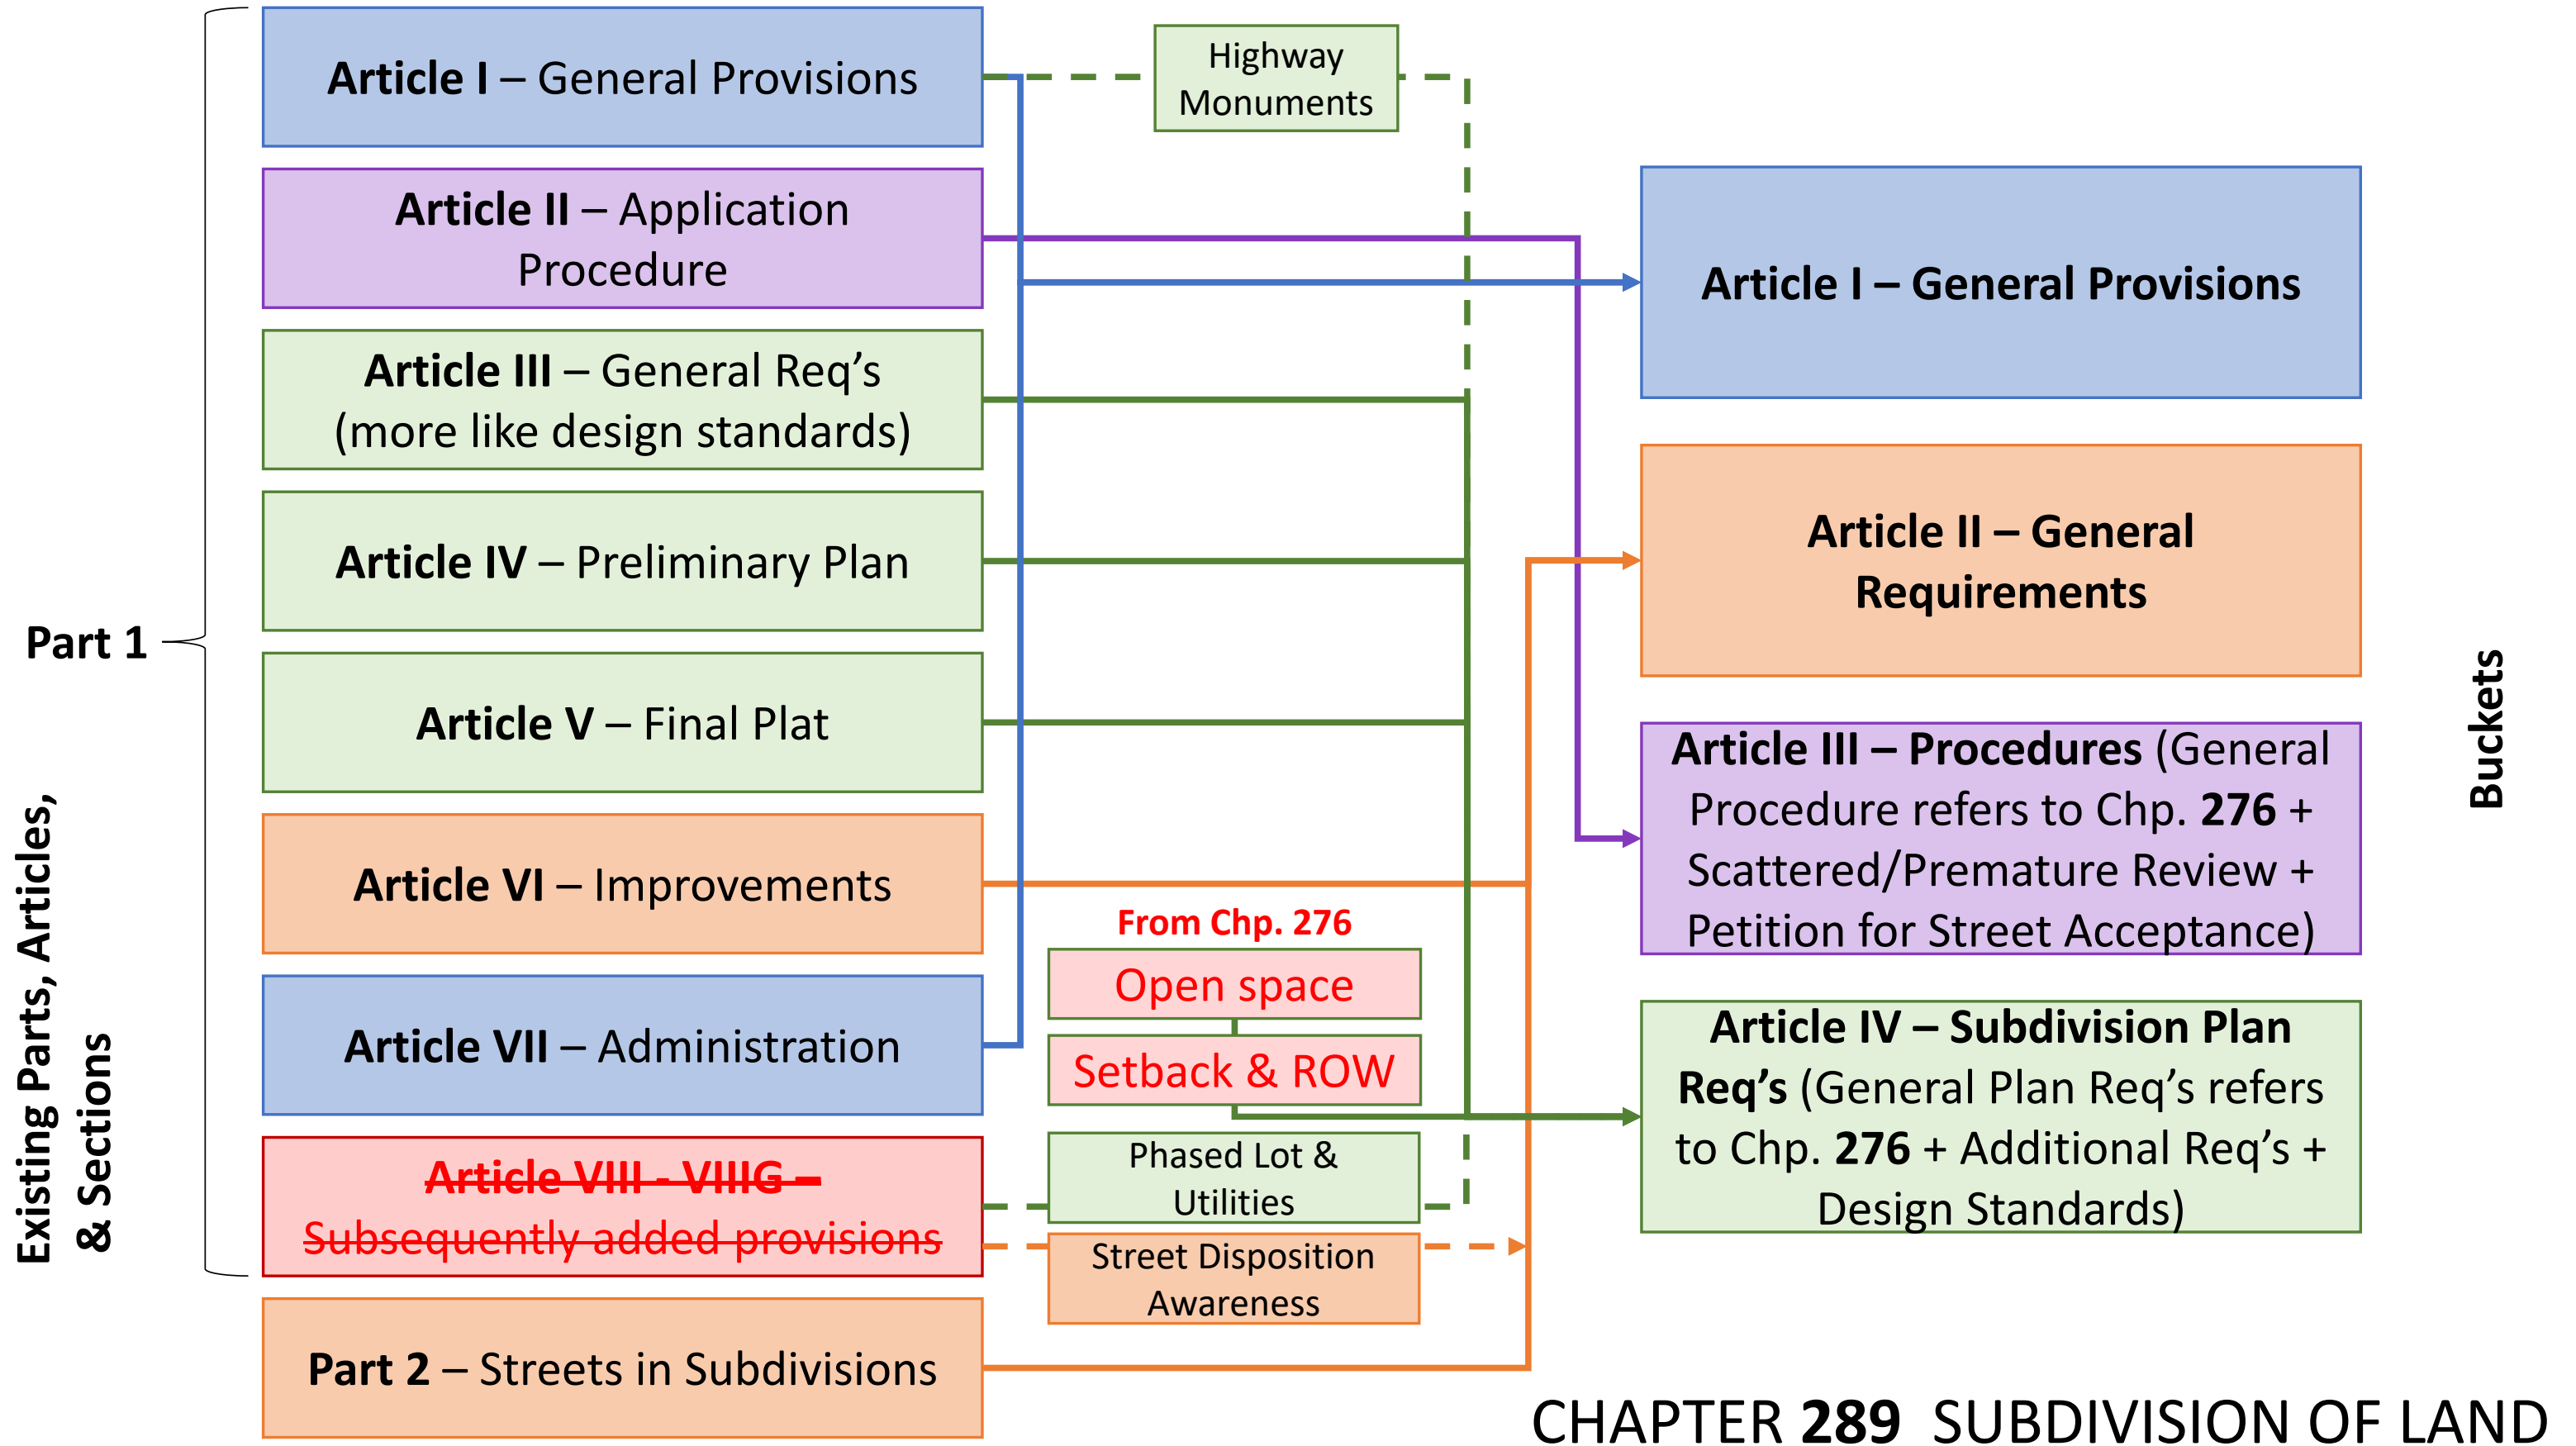 Article I – General Provisions
Article II – Application
Procedure
Article III – General Req’s
(more like design standards)
Article IV – Preliminary Plan
Article V – Final Plat
Article VI – Improvements
Article VII – Administration
Article VIII - VIIIG –
Subsequently added provisions
Part 2 – Streets in Subdivisions
Part 1
Existing Parts, Articles,
& Sections
Highway
Monuments
From Chp. 276
Open space
Setback & ROW
Phased Lot &
Utilities
Street Disposition
Awareness
Article I – General Provisions
Article II – General
Requirements
Article III – Procedures (General
Procedure refers to Chp. 276 +
Scattered/Premature Review +
Petition for Street Acceptance)
Article IV – Subdivision Plan
Req’s (General Plan Req’s refers
to Chp. 276 + Additional Req’s +
Design Standards)
Buckets
CHAPTER 289 SUBDIVISION OF LAND